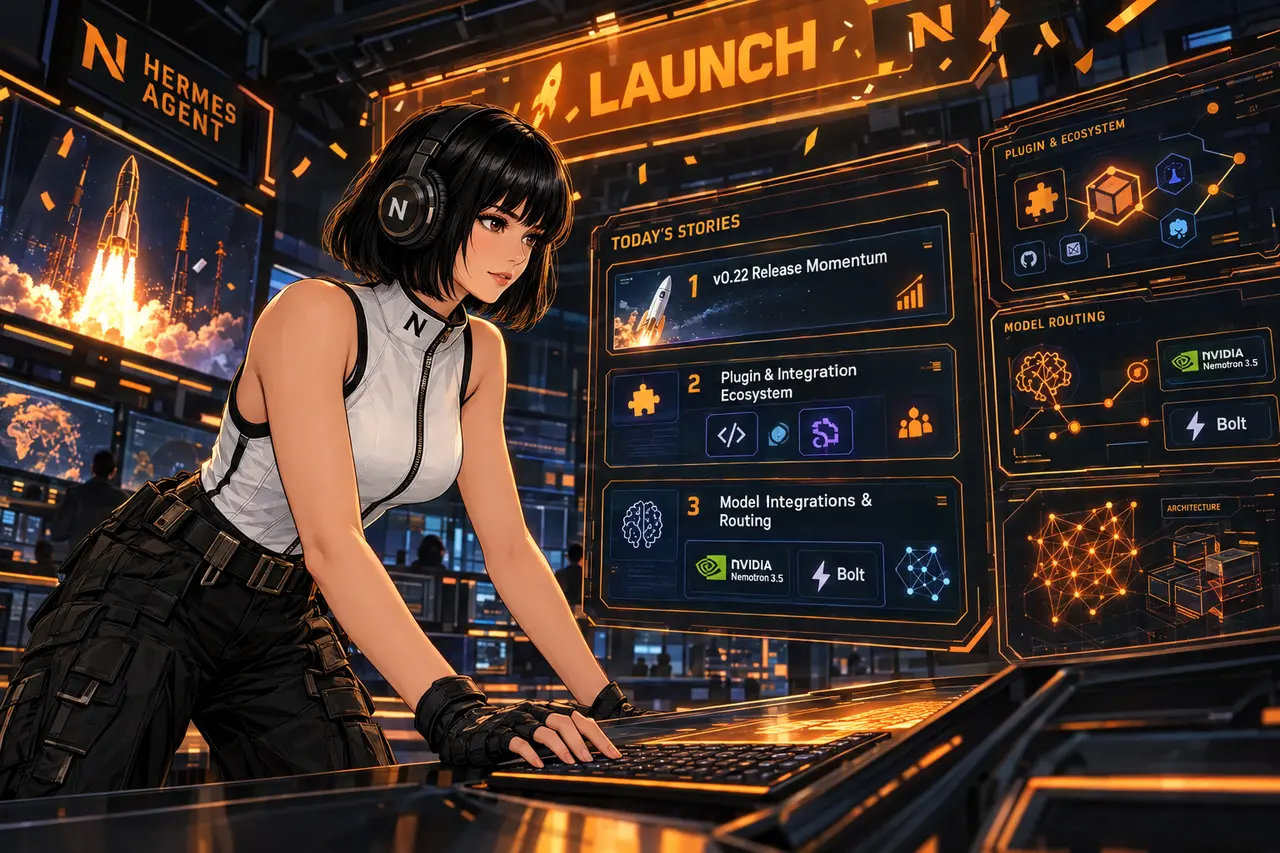 N HERMES
AGENT
LAUNCH
N
N
N
TODAY'S STORIES
1 v0.22 Release Momentum
2 Plugin & Integration
Ecosystem
</>
3 Model Integrations &
Routing
NVIDIA
Nemotron 3.5
Bolt
PLUGIN & ECOSYSTEM
MODEL ROUTING
NVIDIA
Nemotron 3.5
Bolt
ARCHITECTURE